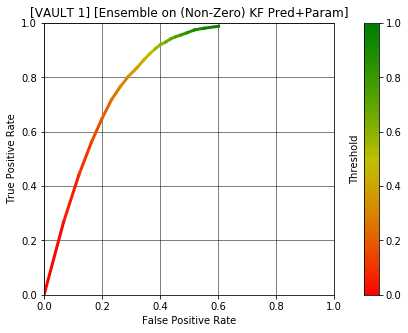 [VAULT 1] [Ensemble on (Non-Zero) KF Pred+Param]
1.0
0.8
0.6
0.4
0.2
0.0
True Positive Rate
0.0 0.2 0.4 0.6 0.8 1.0
False Positive Rate
Threshold
1.0
0.8
0.6
0.4
0.2
0.0